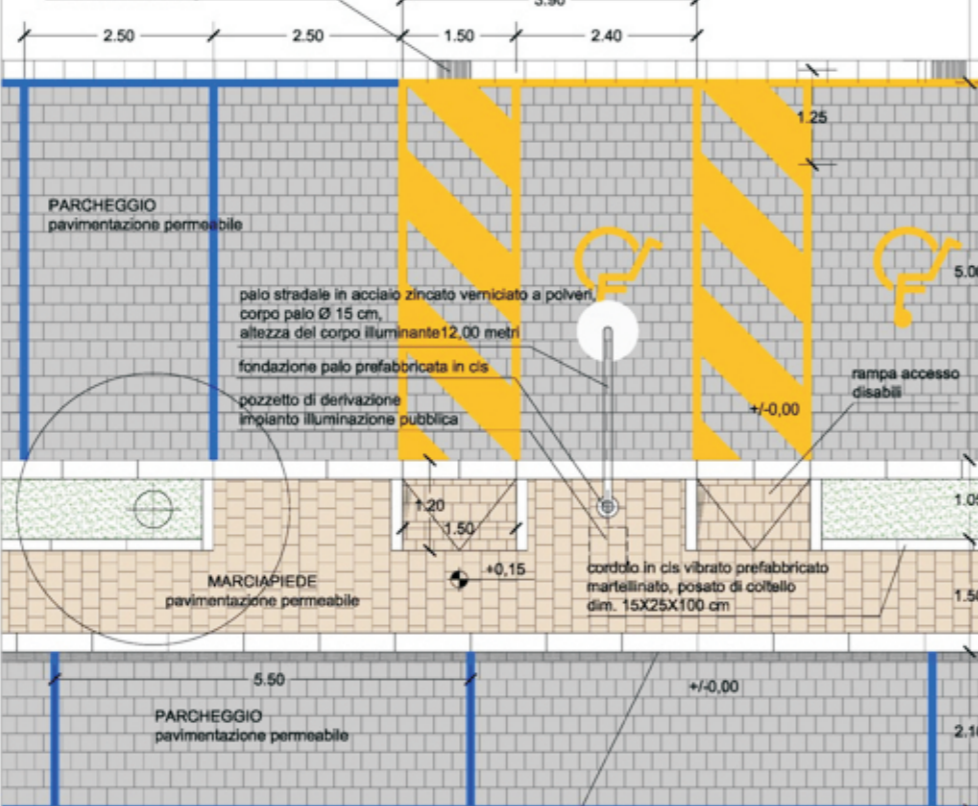 3.90
2.50
2.50
1.50
2.40
1.25
PARCHEGGIO
pavimentazione permeabile
5.00
palo stradale in acciaio zincato verniciato a polveri,
corpo palo Ø 15 cm,
altezza del corpo illuminante12,00 metri
fondazione palo prefabbricata in cls
pozzetto di derivazione
impianto illuminazione pubblica
rampa accesso
disabili
+/-0,00
1.20
1.50
1.05
+0,15
cordolo in cls vibrato prefabbricato
martellinato, posato di coltello
dim. 15X25X100 cm
MARCIAPIEDE
pavimentazione permeabile
1.50
5.50
+/-0,00
PARCHEGGIO
pavimentazione permeabile
2.10